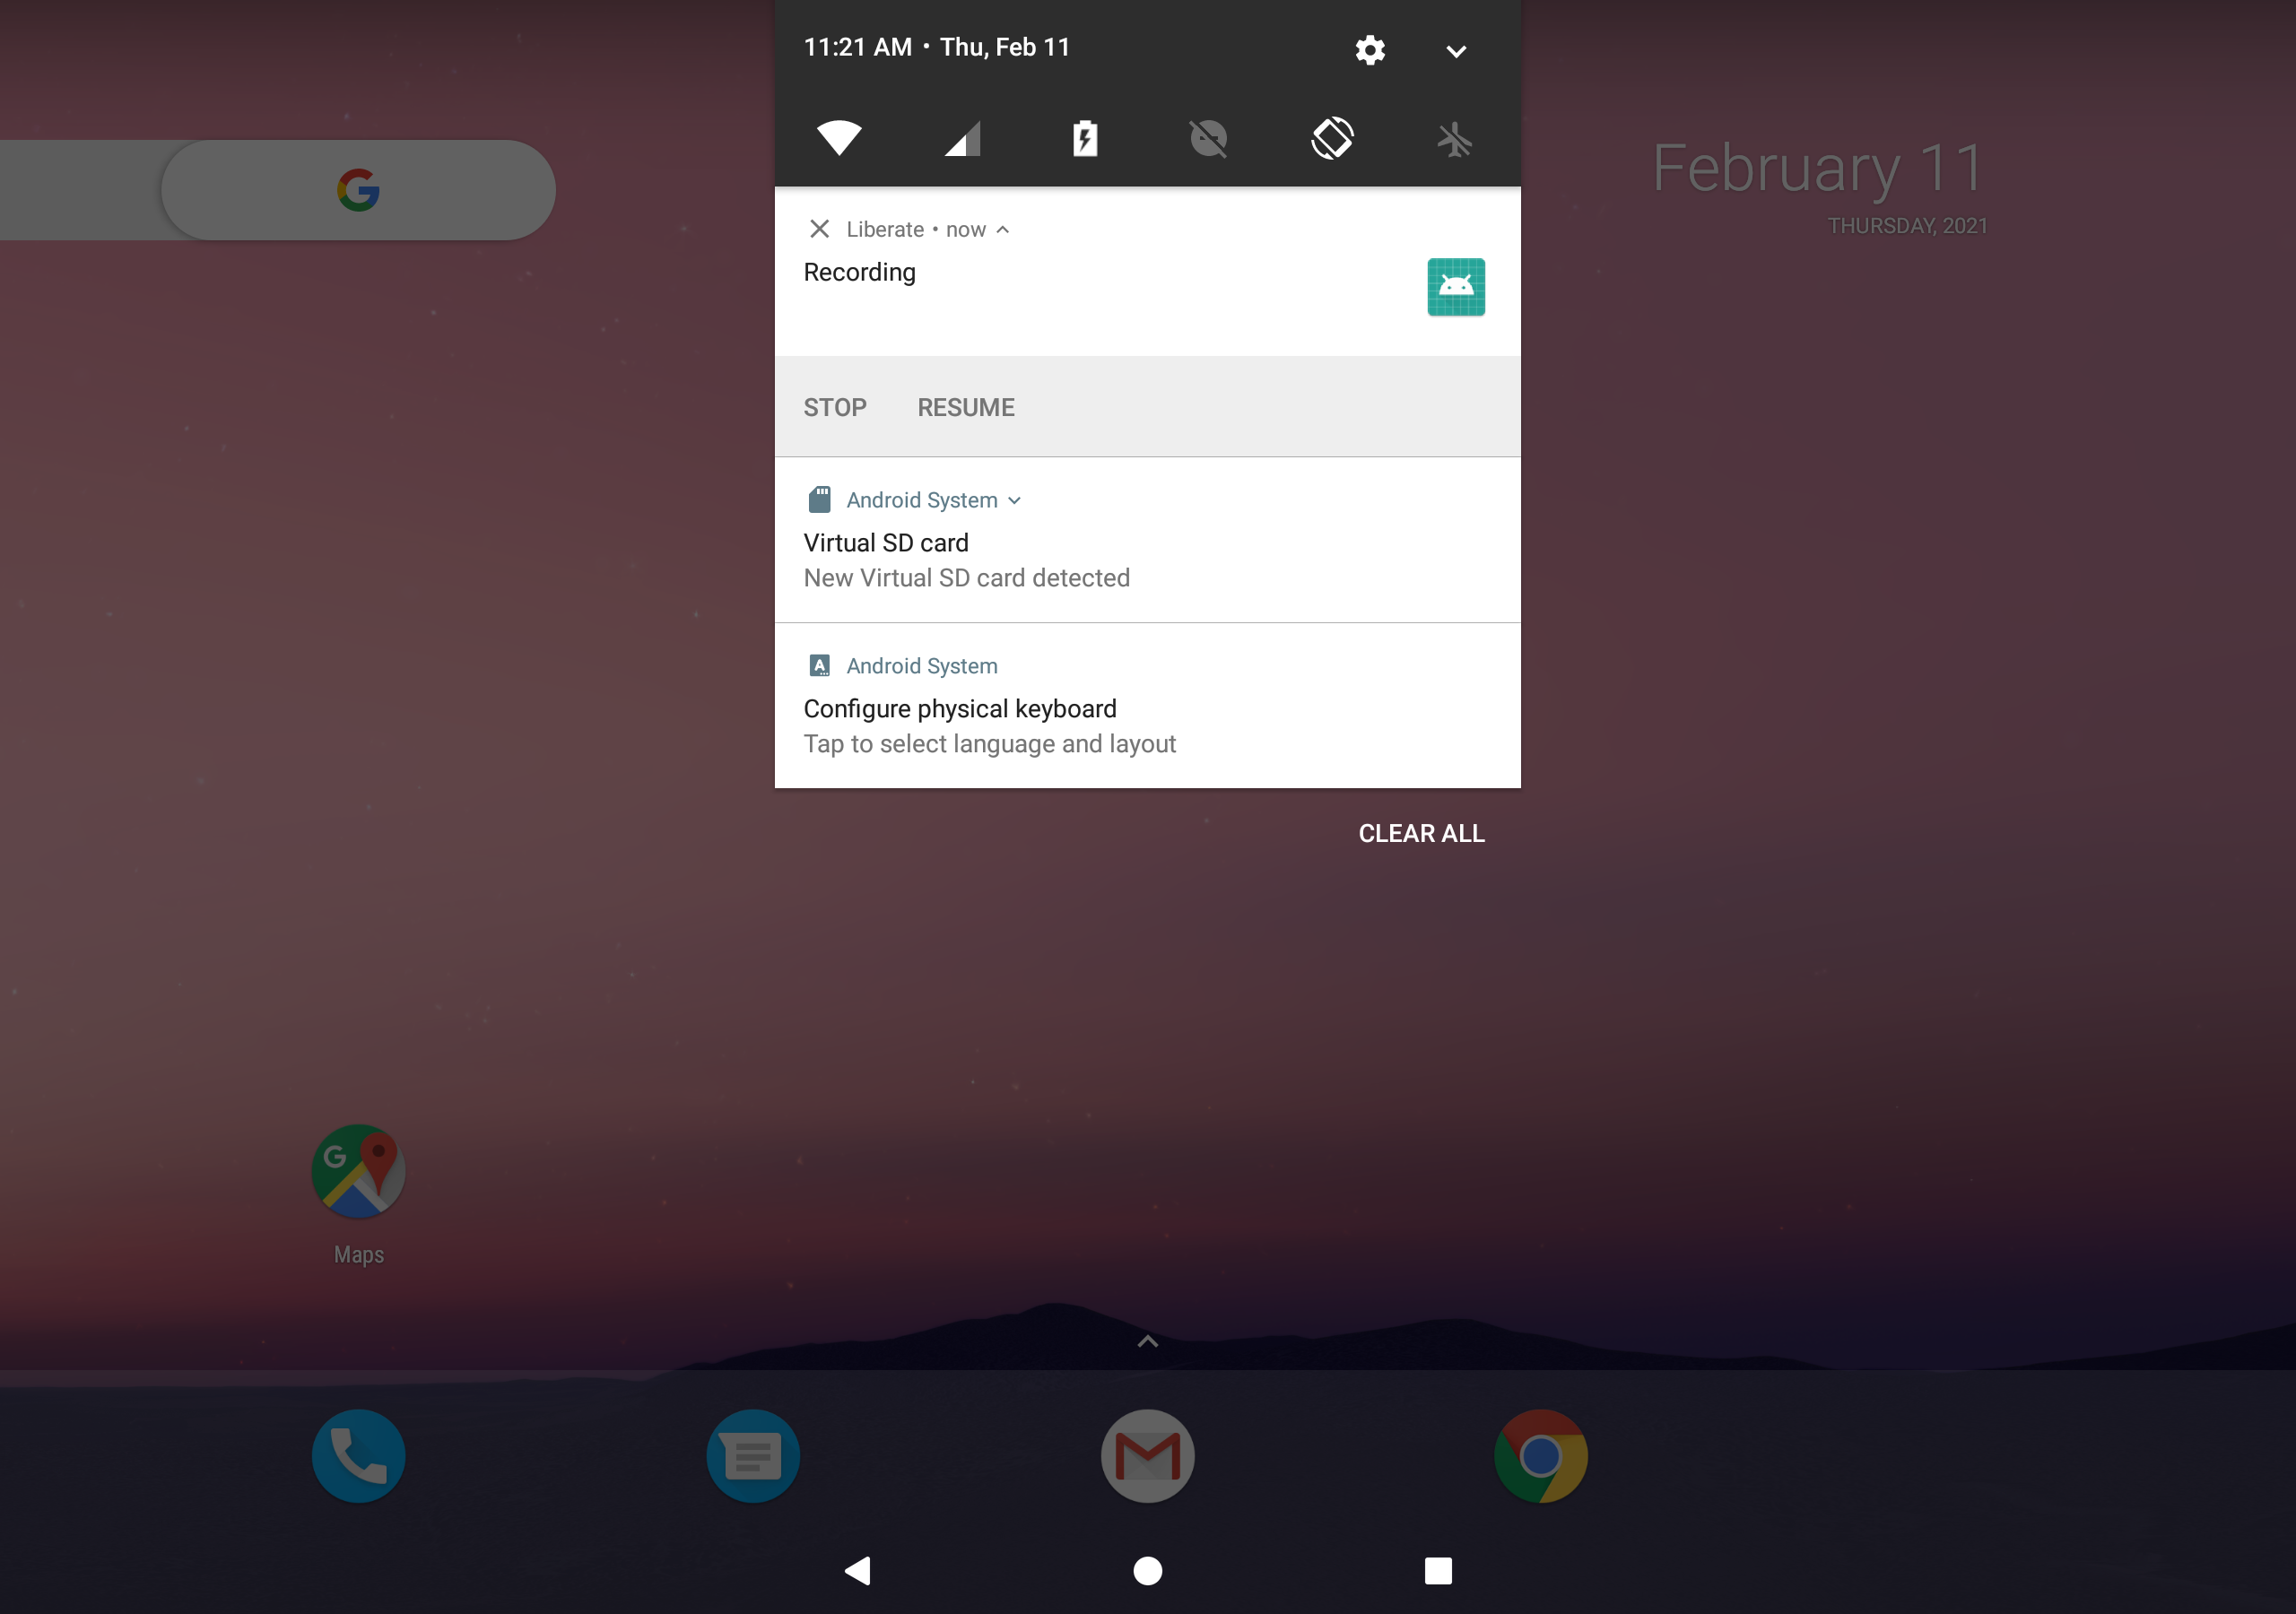 11:21 AM • Thu, Feb 11
February 11
THURSDAY, 2021
Liberate • now
Recording
STOP RESUME
Android System
Virtual SD card
New Virtual SD card detected
Android System
Configure physical keyboard
Tap to select language and layout
CLEAR ALL
Maps